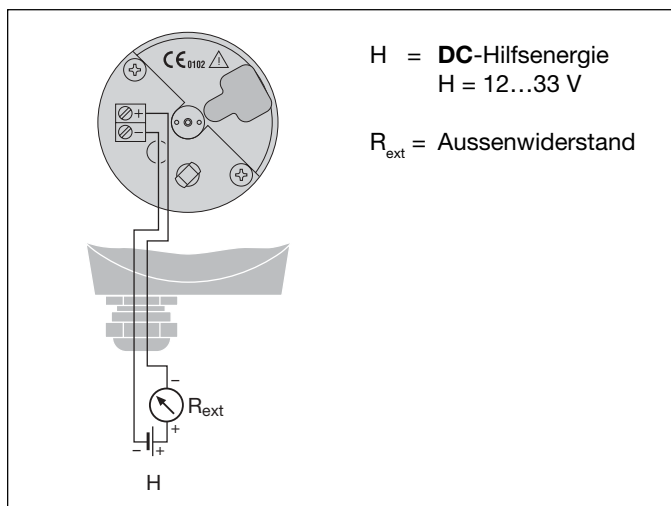 CE 0102
+
−
H = DC-Hilfsenergie
H = 12…33 V
R_ext = Aussenwiderstand
−
R_ext
+
− +
H